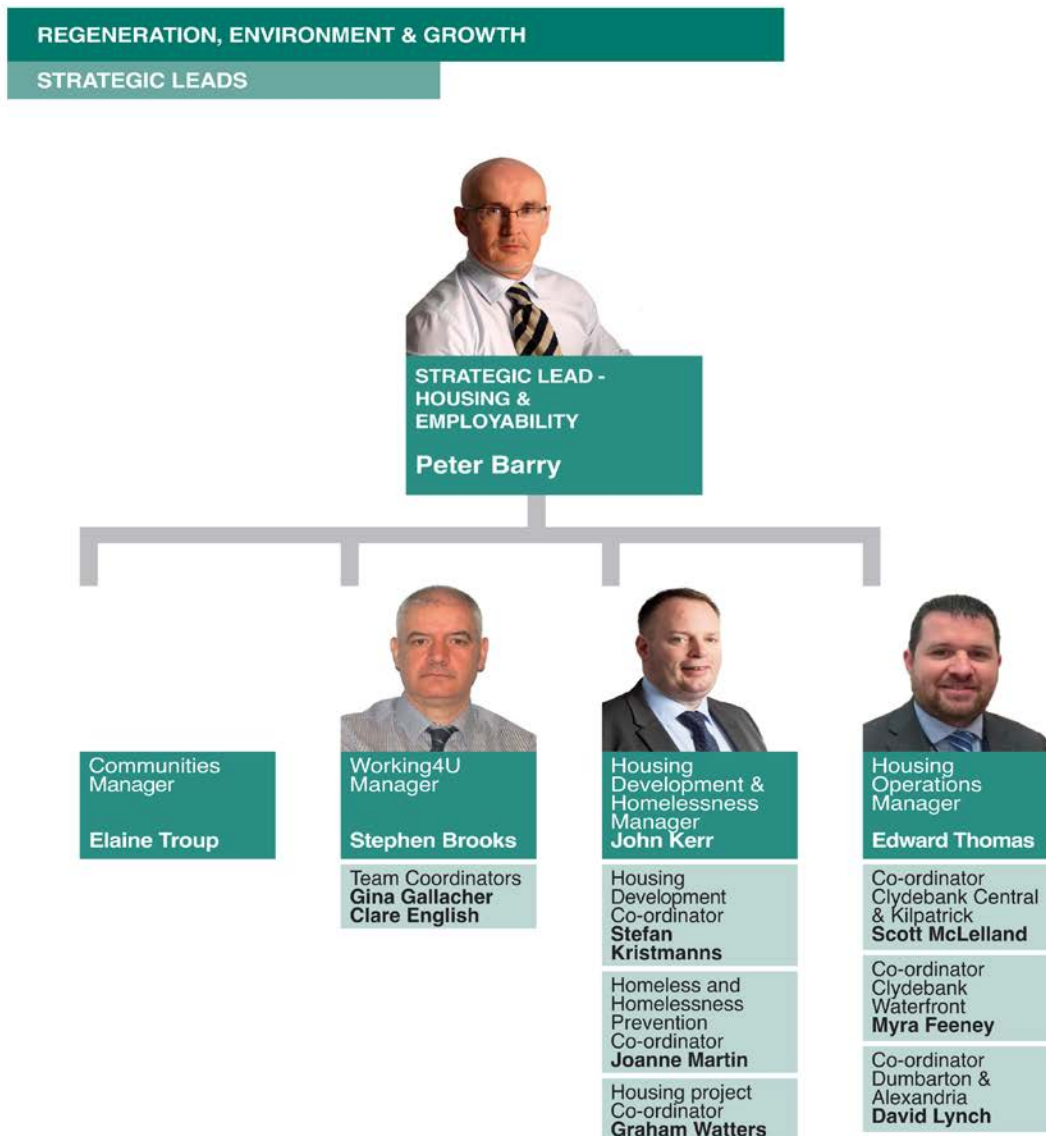 REGENERATION, ENVIRONMENT & GROWTH
STRATEGIC LEADS
STRATEGIC LEAD -
HOUSING &
EMPLOYABILITY
Peter Barry
Communities
Manager
Elaine Troup
Working4U
Manager
Stephen Brooks
Team Coordinators
Gina Gallacher
Clare English
Housing
Development &
Homelessness
Manager
John Kerr
Housing
Development
Co-ordinator
Stefan
Kristmanns
Homeless and
Homelessness
Prevention
Co-ordinator
Joanne Martin
Housing project
Co-ordinator
Graham Watters
Housing
Operations
Manager
Edward Thomas
Co-ordinator
Clydebank Central
& Kilpatrick
Scott McLelland
Co-ordinator
Clydebank
Waterfront
Myra Feeney
Co-ordinator
Dumbarton &
Alexandria
David Lynch